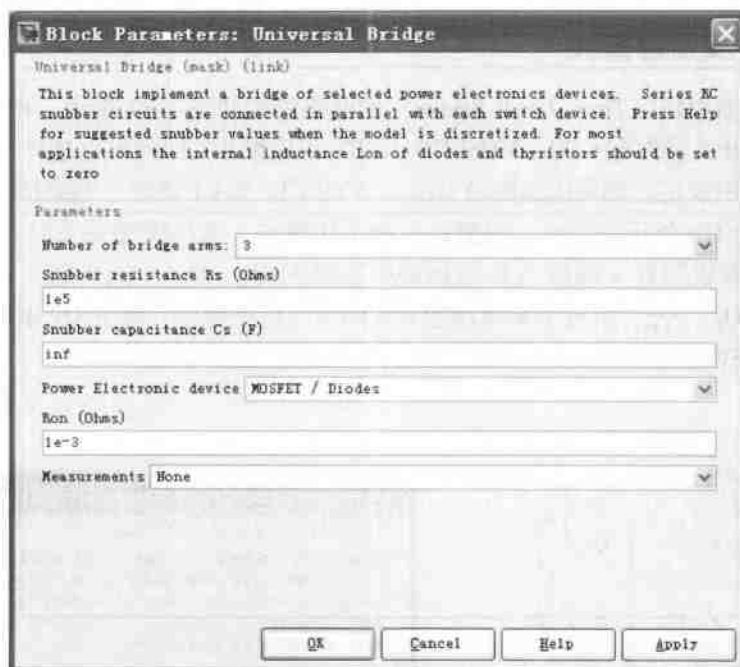 Block Parameters: Universal Bridge
Universal Bridge (mask) (link)
This block implement a bridge of selected power electronics devices. Series RC
snubber circuits are connected in parallel with each switch device. Press Help
for suggested snubber values when the model is discretized. For most
applications the internal inductance Lon of diodes and thyristors should be set
to zero
Parameters
Number of bridge arms: 3
Snubber resistance Rs (Ohms)
1e5
Snubber capacitance Cs (F)
inf
Power Electronic device MOSFET / Diodes
Ron (Ohms)
1e-3
Measurements None
OK Cancel Help Apply